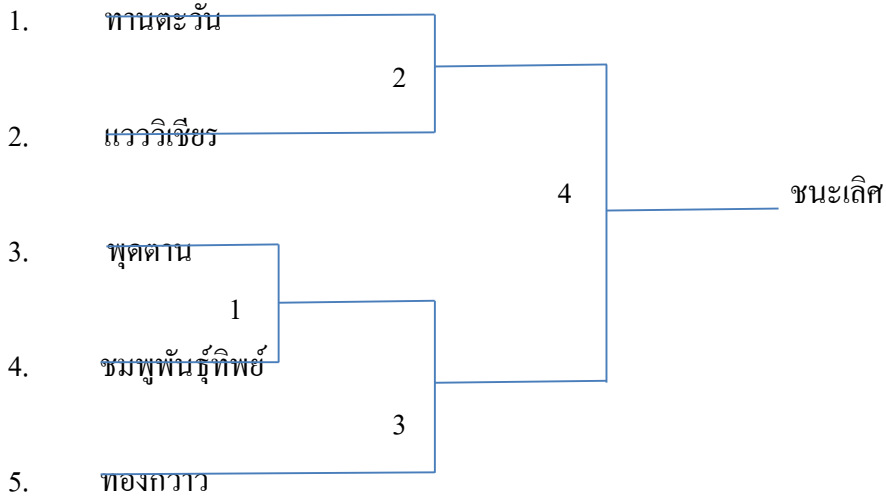 1. ทานตะวัน
2
2. แววิเชียร
4
ชนะเลิศ
3. พุดตาน
1
4. ชมพูพันธุ์ทิพย์
3
5. ทองกวาว